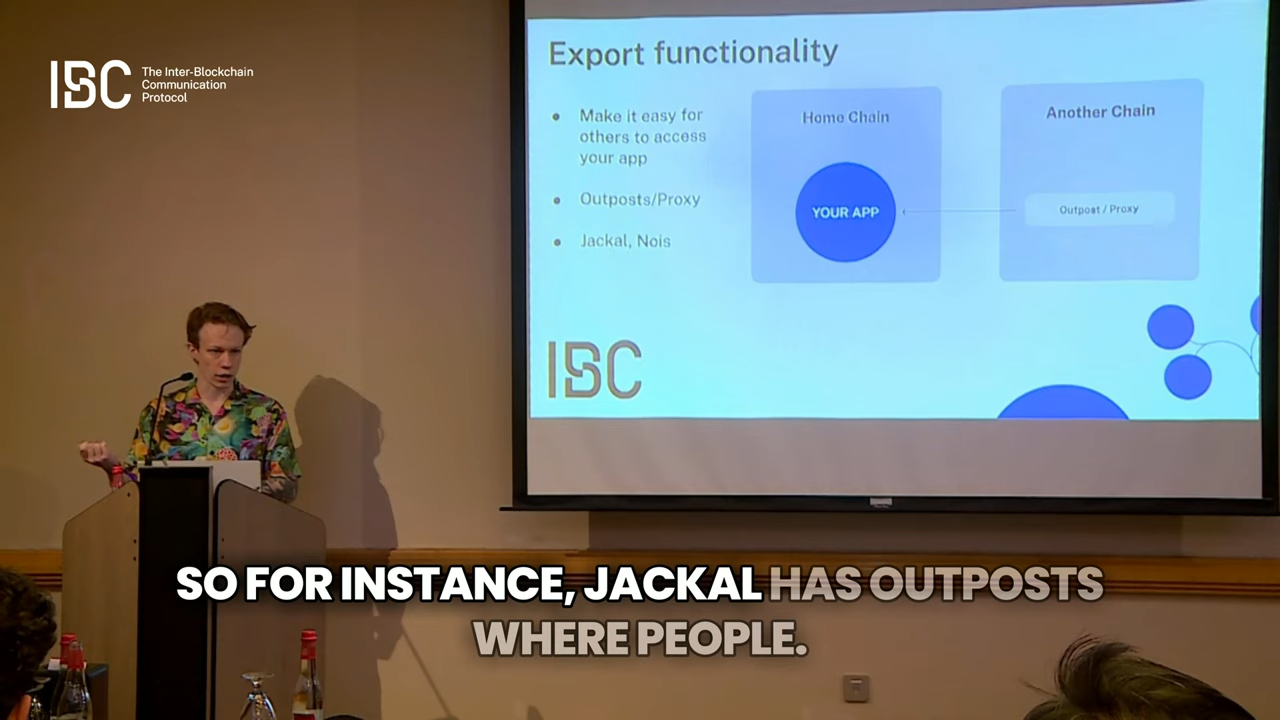 IBC
The Inter-Blockchain
Communication
Protocol
Export functionality
Make it easy for
others to access
your app
Outposts/Proxy
Jackal, Nois
Home Chain
YOUR APP
Another Chain
Outpost / Proxy
IBC
SO FOR INSTANCE, JACKAL HAS OUTPOSTS
WHERE PEOPLE.